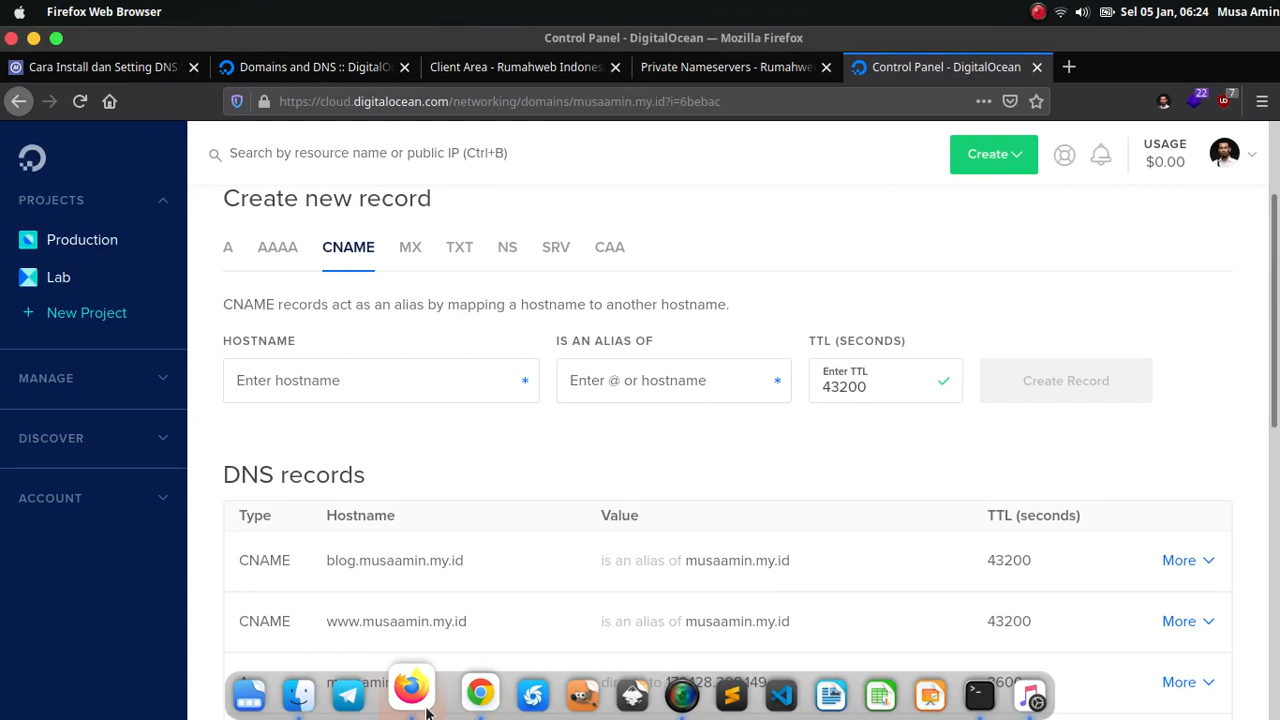 Firefox Web Browser
Sel 05 Jan, 06:24 Musa Amin
Control Panel - DigitalOcean — Mozilla Firefox
Cara Install dan Setting DNS
Domains and DNS :: DigitalO
Client Area - Rumahweb Indones
Private Nameservers - Rumahwe
Control Panel - DigitalOcean
https://cloud.digitalocean.com/networking/domains/musaamin.my.id?i=6bebac
22
7
Search by resource name or public IP (Ctrl+B)
Create
USAGE
$0.00
PROJECTS
Production
Lab
+ New Project
MANAGE
DISCOVER
ACCOUNT
Create new record
A AAAA CNAME MX TXT NS SRV CAA
CNAME records act as an alias by mapping a hostname to another hostname.
HOSTNAME IS AN ALIAS OF TTL (SECONDS)
Enter hostname *
Enter @ or hostname *
Enter TTL
43200
Create Record
DNS records
Type Hostname Value TTL (seconds)
CNAME blog.musaamin.my.id is an alias of musaamin.my.id 43200 More
CNAME www.musaamin.my.id is an alias of musaamin.my.id 43200 More
More